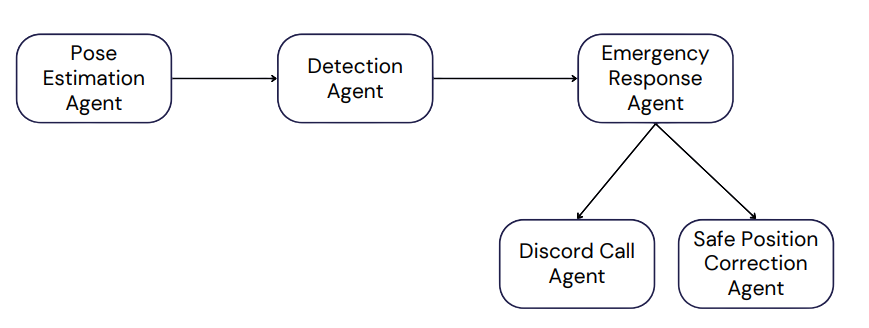 Pose
Estimation
Agent
Detection
Agent
Emergency
Response
Agent
Discord Call
Agent
Safe Position
Correction
Agent